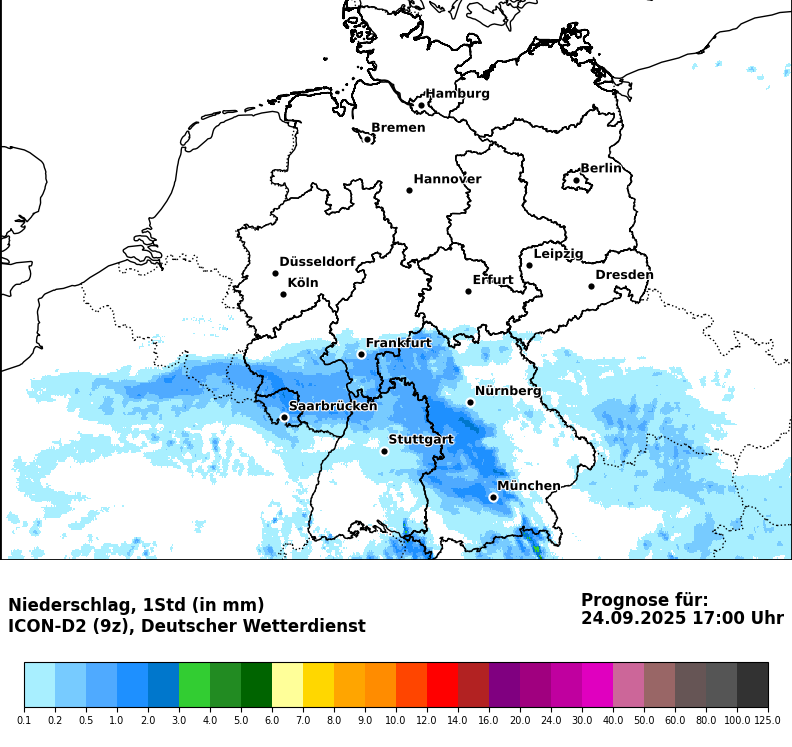 Hamburg
Bremen
Berlin
Hannover
Leipzig
Düsseldorf
Dresden
Köln
Erfurt
Frankfurt
Nürnberg
Saarbrücken
Stuttgart
München
Niederschlag, 1Std (in mm)
ICON-D2 (9z), Deutscher Wetterdienst
Prognose für:
24.09.2025 17:00 Uhr
0.1 0.2 0.5 1.0 2.0 3.0 4.0 5.0 6.0 7.0 8.0 9.0 10.0 12.0 14.0 16.0 20.0 24.0 30.0 40.0 50.0 60.0 80.0 100.0 125.0